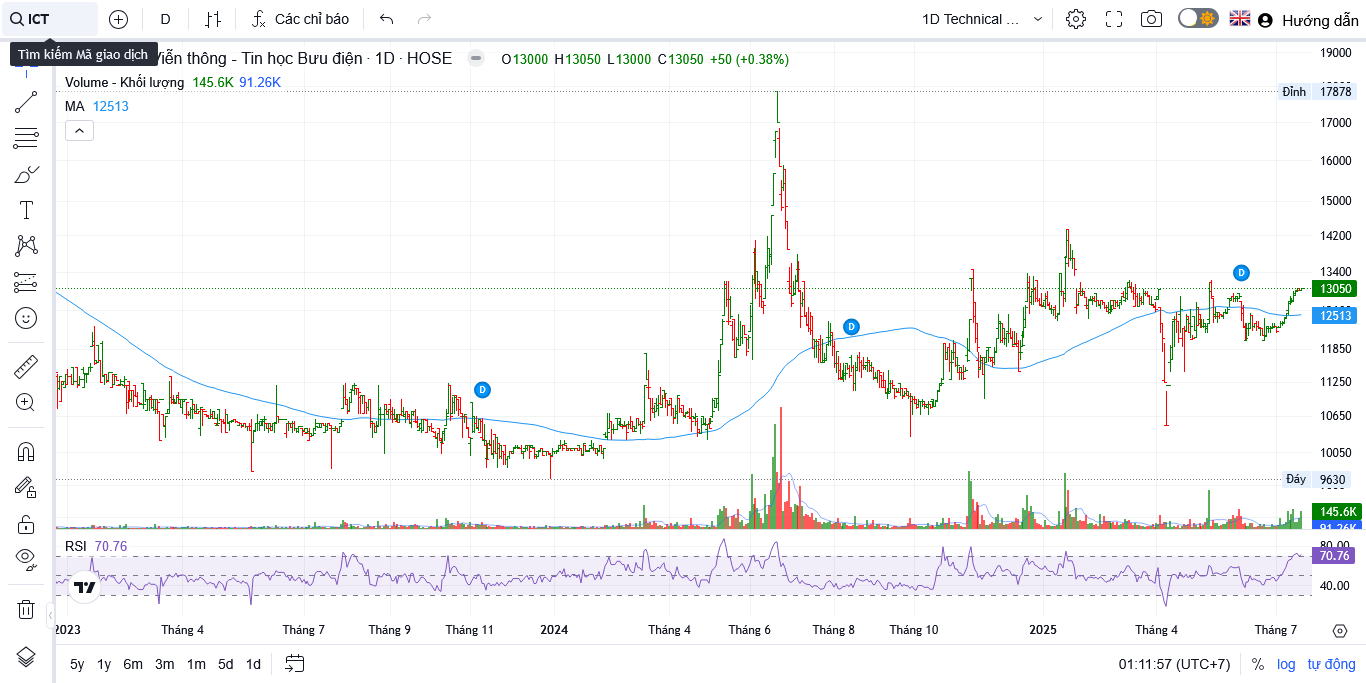 ICT
D
Các chỉ báo
1D Technical ...
Hướng dẫn
Tìm kiếm Mã giao dịch
Viễn thông - Tin học Bưu điện · 1D · HOSE
O13000 H13050 L13000 C13050 +50 (+0.38%)
Volume - Khối lượng 145.6K 91.26K
MA 12513
19000
Đỉnh 17878
17000
16000
15000
14200
13400
13050
12513
11850
11250
10650
10050
Đáy 9630
145.6K
91.26K
D
D
D
RSI 70.76
80.00
70.76
40.00
2023 Tháng 4 Tháng 7 Tháng 9 Tháng 11 2024 Tháng 4 Tháng 6 Tháng 8 Tháng 10 2025 Tháng 4 Tháng 7
5y 1y 6m 3m 1m 5d 1d
01:11:57 (UTC+7) % log tự động